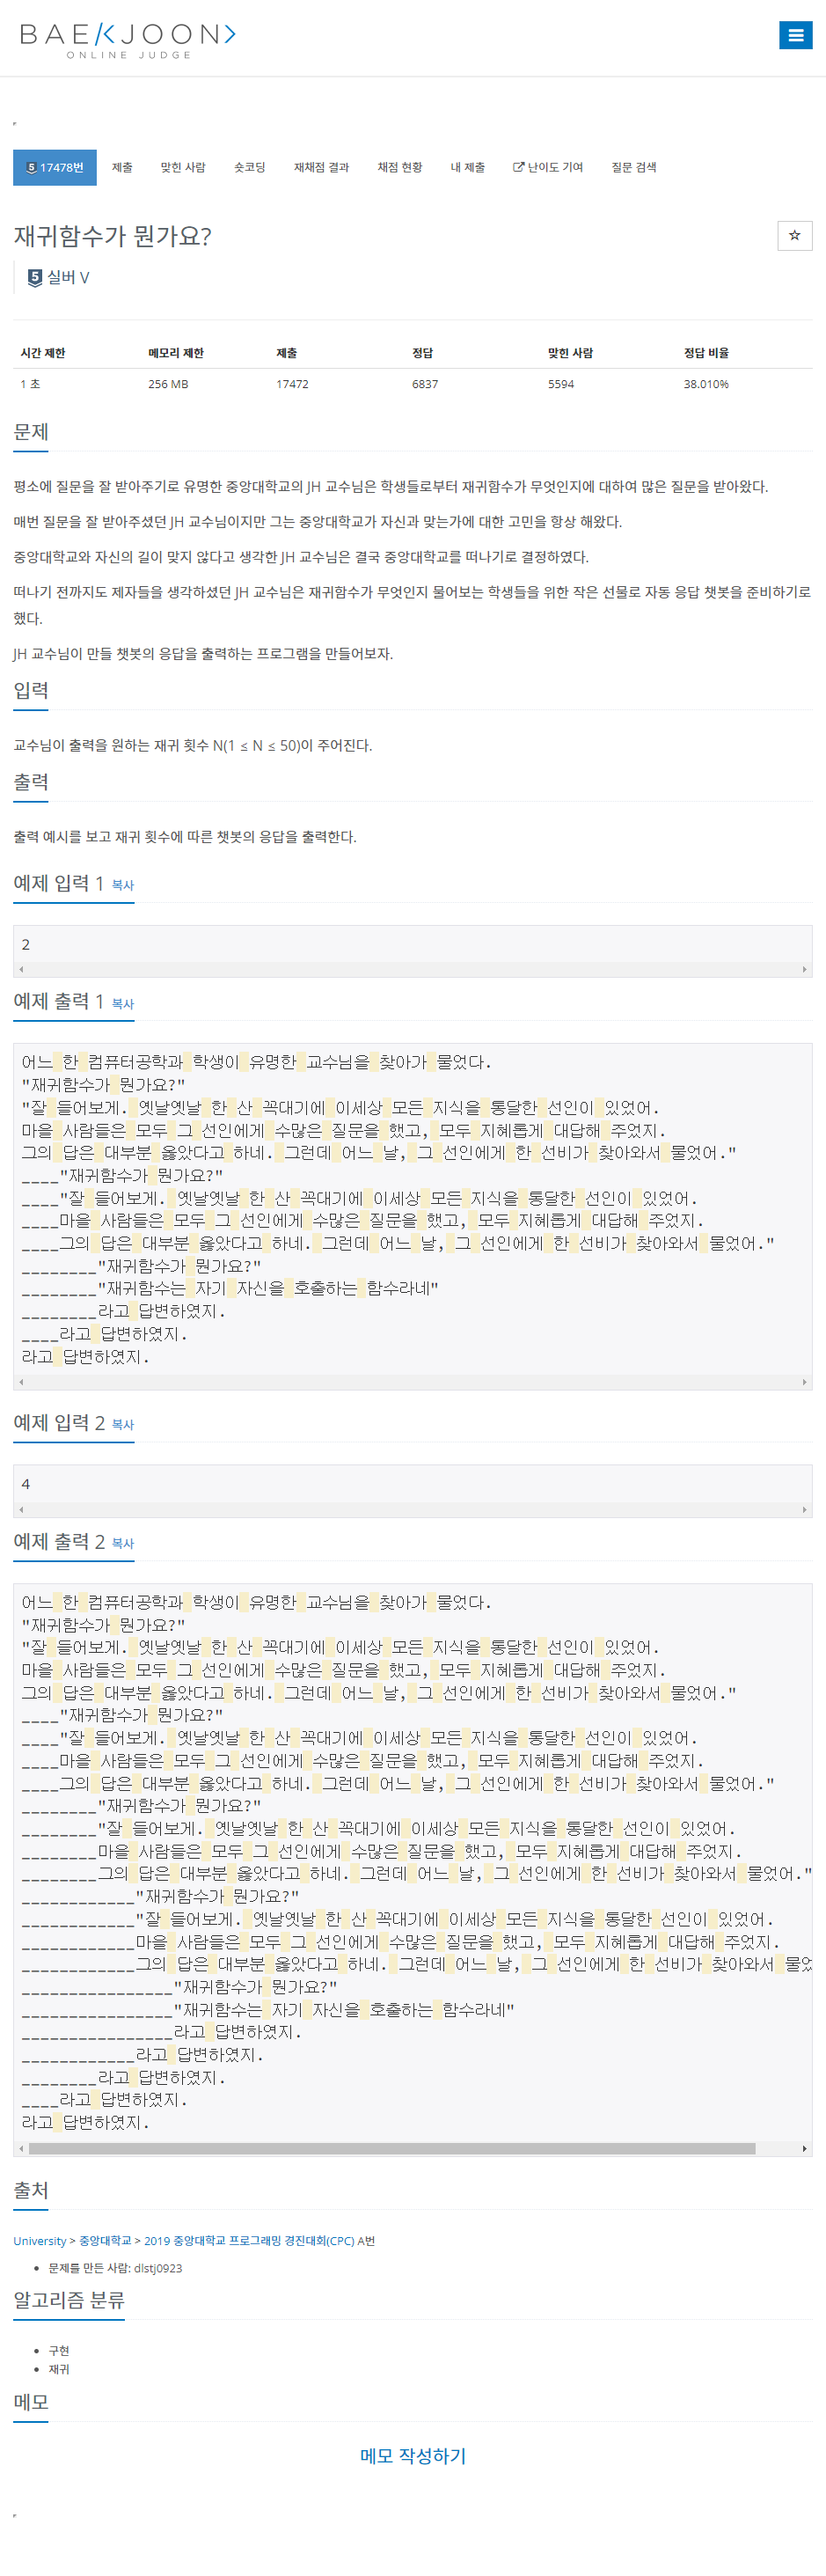 BAEKJOON
ONLINE JUDGE
5 17478번 제출 맞힌 사람 숏코딩 재채점 결과 채점 현황 내 제출 난이도 기여 질문 검색
재귀함수가 뭔가요?
5 실버 V
시간 제한 메모리 제한 제출 정답 맞힌 사람 정답 비율
1 초 256 MB 17472 6837 5594 38.010%
문제
평소에 질문을 잘 받아주기로 유명한 중앙대학교의 JH 교수님은 학생들로부터 재귀함수가 무엇인지에 대하여 많은 질문을 받아왔다.
매번 질문을 잘 받아주셨던 JH 교수님이지만 그는 중앙대학교가 자신과 맞는가에 대한 고민을 항상 해왔다.
중앙대학교와 자신의 길이 맞지 않다고 생각한 JH 교수님은 결국 중앙대학교를 떠나기로 결정하였다.
떠나기 전까지도 제자들을 생각하셨던 JH 교수님은 재귀함수가 무엇인지 물어보는 학생들을 위한 작은 선물로 자동 응답 챗봇을 준비하기로
했다.
JH 교수님이 만들 챗봇의 응답을 출력하는 프로그램을 만들어보자.
입력
교수님이 출력을 원하는 재귀 횟수 N(1 ≤ N ≤ 50)이 주어진다.
출력
출력 예시를 보고 재귀 횟수에 따른 챗봇의 응답을 출력한다.
예제 입력 1 복사
2
예제 출력 1 복사
어느 한 컴퓨터공학과 학생이 유명한 교수님을 찾아가 물었다.
"재귀함수가 뭔가요?"
"잘 들어보게. 옛날옛날 한 산 꼭대기에 이세상 모든 지식을 통달한 선인이 있었어.
마을 사람들은 모두 그 선인에게 수많은 질문을 했고, 모두 지혜롭게 대답해 주었지.
그의 답은 대부분 옳았다고 하네. 그런데 어느 날, 그 선인에게 한 선비가 찾아와서 물었어."
____"재귀함수가 뭔가요?"
____"잘 들어보게. 옛날옛날 한 산 꼭대기에 이세상 모든 지식을 통달한 선인이 있었어.
____마을 사람들은 모두 그 선인에게 수많은 질문을 했고, 모두 지혜롭게 대답해 주었지.
____그의 답은 대부분 옳았다고 하네. 그런데 어느 날, 그 선인에게 한 선비가 찾아와서 물었어."
________"재귀함수가 뭔가요?"
________"재귀함수는 자기 자신을 호출하는 함수라네"
________라고 답변하였지.
____라고 답변하였지.
라고 답변하였지.
예제 입력 2 복사
4
예제 출력 2 복사
어느 한 컴퓨터공학과 학생이 유명한 교수님을 찾아가 물었다.
"재귀함수가 뭔가요?"
"잘 들어보게. 옛날옛날 한 산 꼭대기에 이세상 모든 지식을 통달한 선인이 있었어.
마을 사람들은 모두 그 선인에게 수많은 질문을 했고, 모두 지혜롭게 대답해 주었지.
그의 답은 대부분 옳았다고 하네. 그런데 어느 날, 그 선인에게 한 선비가 찾아와서 물었어."
____"재귀함수가 뭔가요?"
____"잘 들어보게. 옛날옛날 한 산 꼭대기에 이세상 모든 지식을 통달한 선인이 있었어.
____마을 사람들은 모두 그 선인에게 수많은 질문을 했고, 모두 지혜롭게 대답해 주었지.
____그의 답은 대부분 옳았다고 하네. 그런데 어느 날, 그 선인에게 한 선비가 찾아와서 물었어."
________"재귀함수가 뭔가요?"
________"잘 들어보게. 옛날옛날 한 산 꼭대기에 이세상 모든 지식을 통달한 선인이 있었어.
________마을 사람들은 모두 그 선인에게 수많은 질문을 했고, 모두 지혜롭게 대답해 주었지.
________그의 답은 대부분 옳았다고 하네. 그런데 어느 날, 그 선인에게 한 선비가 찾아와서 물었어."
____________"재귀함수가 뭔가요?"
____________"잘 들어보게. 옛날옛날 한 산 꼭대기에 이세상 모든 지식을 통달한 선인이 있었어.
____________마을 사람들은 모두 그 선인에게 수많은 질문을 했고, 모두 지혜롭게 대답해 주었지.
____________그의 답은 대부분 옳았다고 하네. 그런데 어느 날, 그 선인에게 한 선비가 찾아와서 물었
________________"재귀함수가 뭔가요?"
________________"재귀함수는 자기 자신을 호출하는 함수라네"
________________라고 답변하였지.
____________라고 답변하였지.
________라고 답변하였지.
____라고 답변하였지.
라고 답변하였지.
출처
University > 중앙대학교 > 2019 중앙대학교 프로그래밍 경진대회(CPC) A번
• 문제를 만든 사람: dlstj0923
알고리즘 분류
• 구현
• 재귀
메모
메모 작성하기